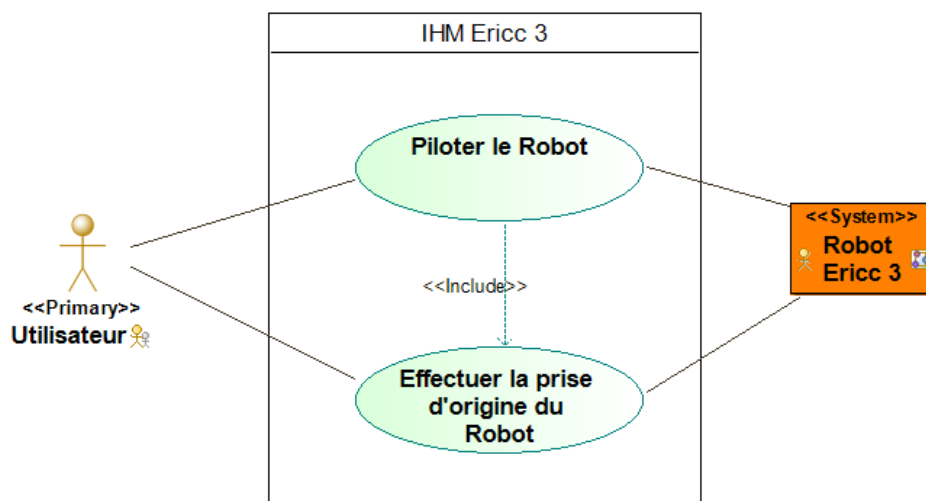 IHM Ericc 3
Piloter le Robot
<<System>>
Robot
Ericc 3
<<Include>>
<<Primary>>
Utilisateur
Effectuer la prise
d'origine du
Robot